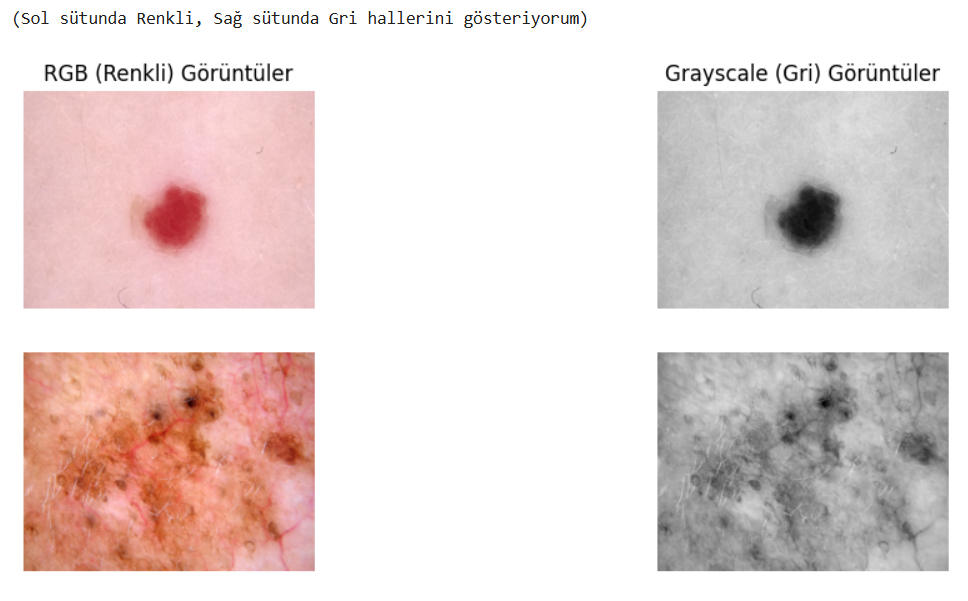 (Sol sütunda Renkli, Sağ sütunda Gri hallerini gösteriyorum)
RGB (Renkli) Görüntüler
Grayscale (Gri) Görüntüler